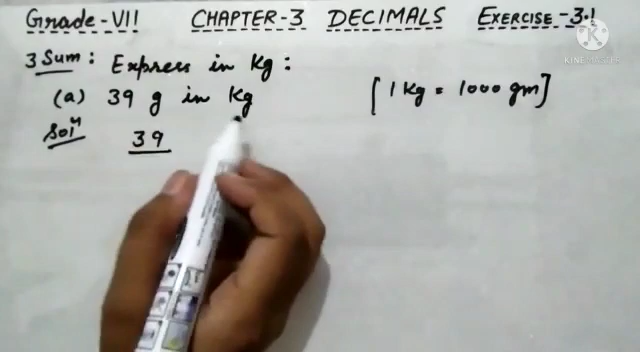 Grade-VII CHAPTER-3 DECIMALS EXERCISE-3.1
KINEMASTER
3 Sum: Express in Kg:
(a) 39 g in Kg [1 Kg = 1000 gm]
Solⁿ 39